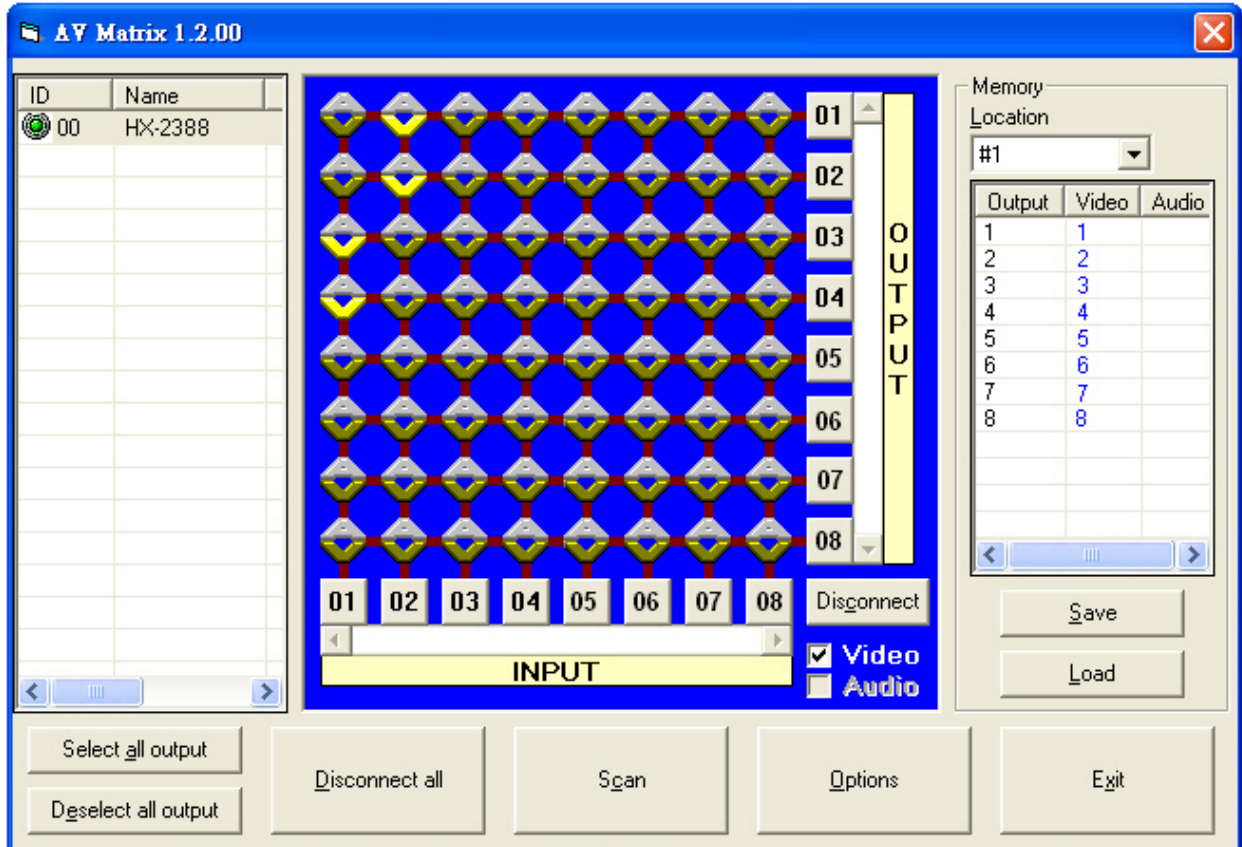 AV Matrix 1.2.00
ID Name
00 HX-2388
01
02
03
04
05
06
07
08
OUTPUT
01 02 03 04 05 06 07 08
Disconnect
INPUT
Video
Audio
Memory
Location
#1
Output Video Audio
1 1
2 2
3 3
4 4
5 5
6 6
7 7
8 8
Save
Load
Select all output
Deselect all output
Disconnect all
Scan
Options
Exit